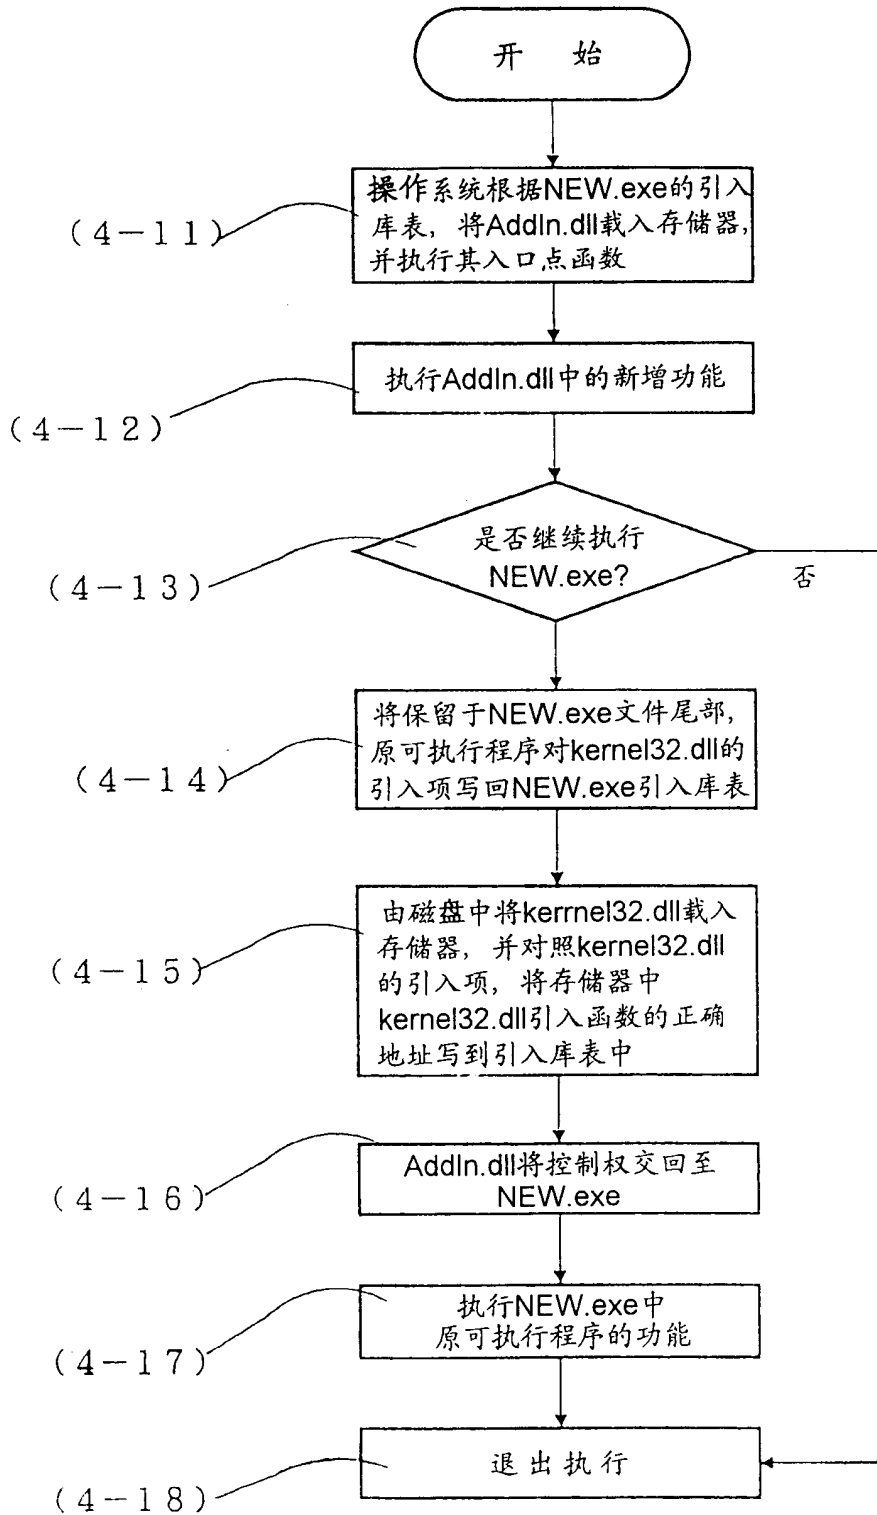 开 始
操作系统根据NEW.exe的引入
库表，将AddIn.dll载入存储器，
并执行其入口点函数
(4-11)
执行AddIn.dll中的新增功能
(4-12)
是否继续执行
NEW.exe?
否
(4-13)
将保留于NEW.exe文件尾部，
原可执行程序对kernel32.dll的
引入项写回NEW.exe引入库表
(4-14)
由磁盘中将kerrnel32.dll载入
存储器，并对照kernel32.dll
的引入项，将存储器中
kernel32.dll引入函数的正确
地址写到引入库表中
(4-15)
AddIn.dll将控制权交回至
NEW.exe
(4-16)
执行NEW.exe中
原可执行程序的功能
(4-17)
退出执行
(4-18)